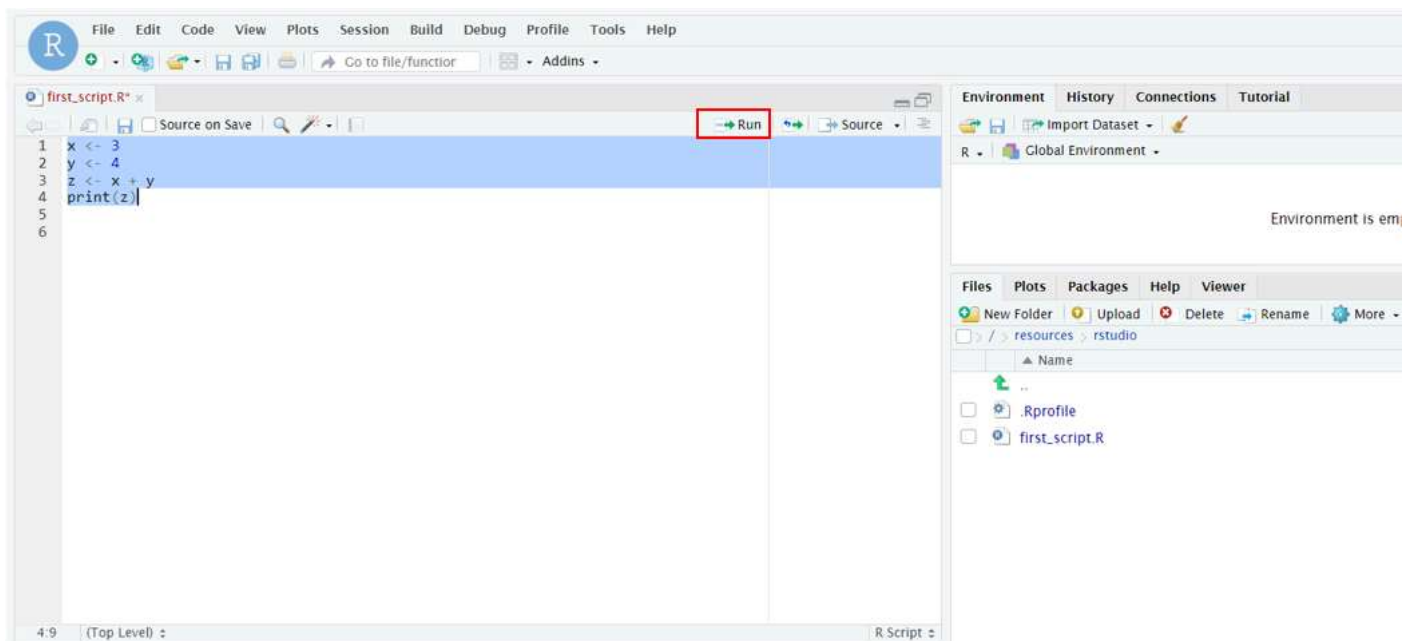 R
File Edit Code View Plots Session Build Debug Profile Tools Help
Go to file/function Addins
first_script.R* ×
Source on Save Run Source
1 x <- 3
2 y <- 4
3 z <- x + y
4 print(z)
5
6
4:9 (Top Level) R Script
Environment History Connections Tutorial
Import Dataset
R Global Environment
Environment is em
Files Plots Packages Help Viewer
New Folder Upload Delete Rename More
/ resources rstudio
Name
..
.Rprofile
first_script.R